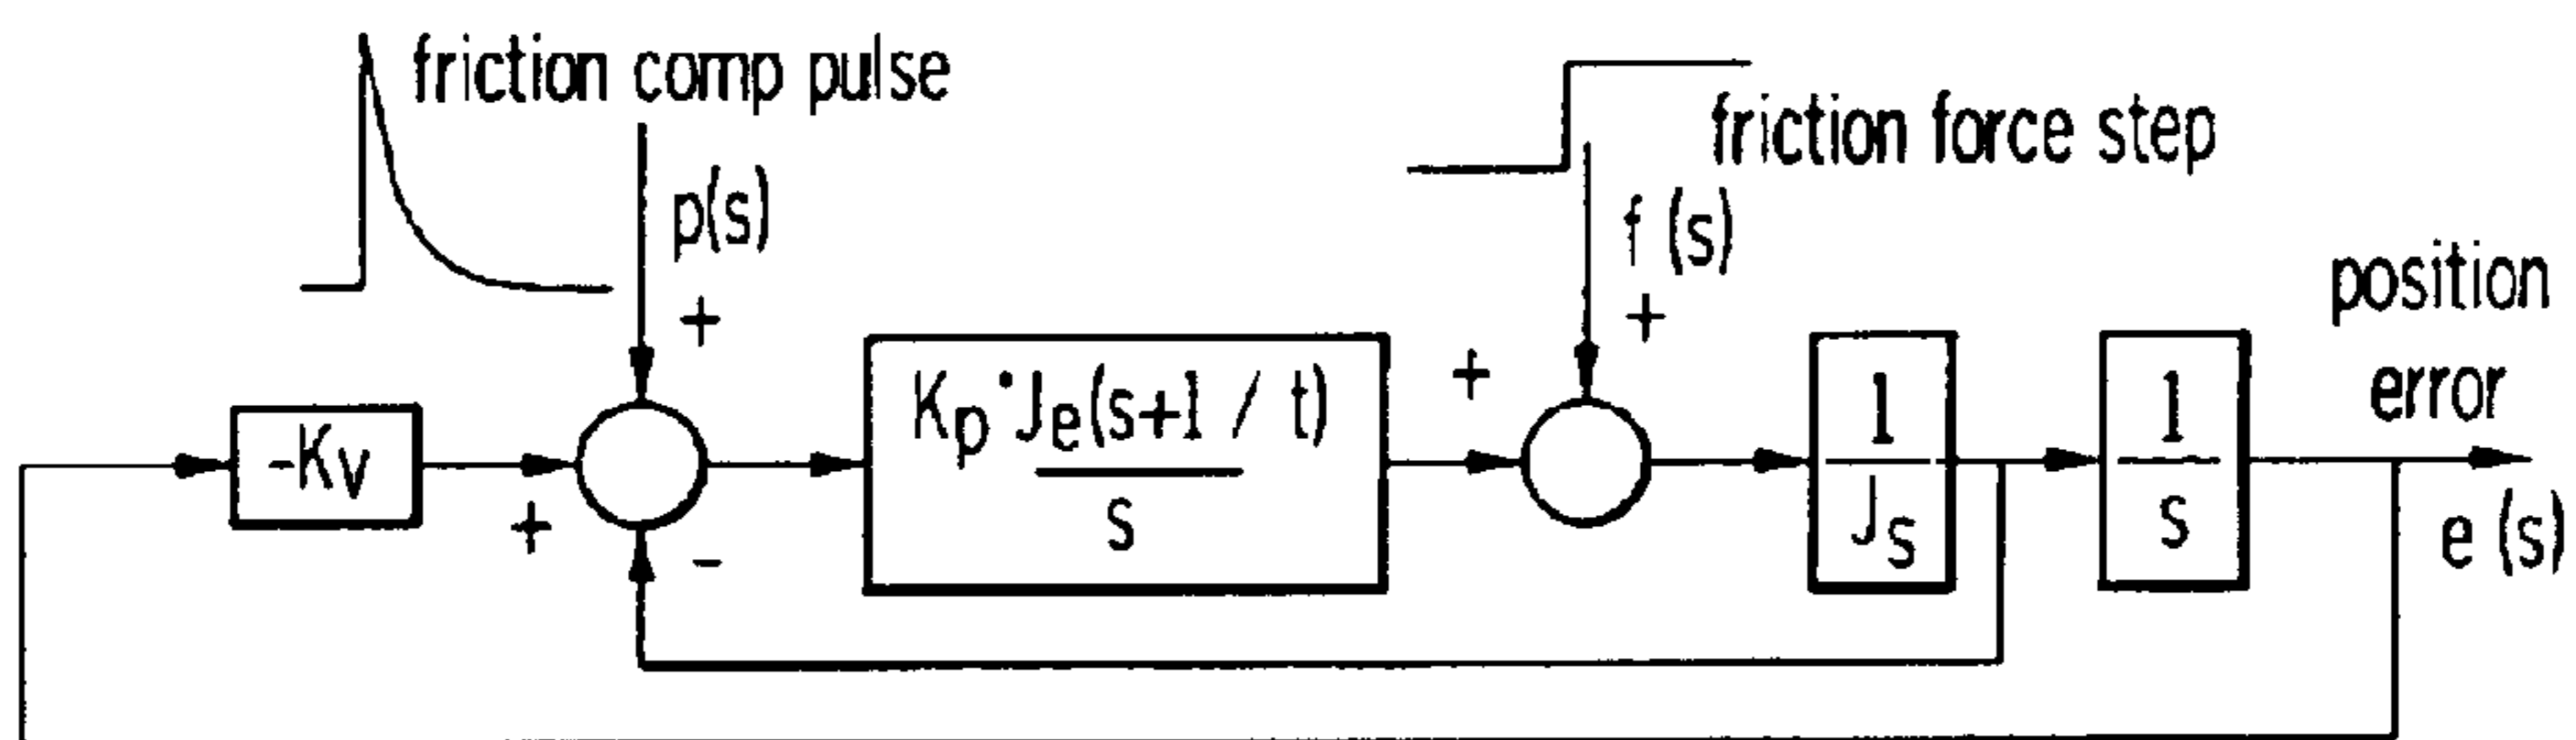 friction comp pulse
p(s)
+
friction force step
f (s)
+
position
error
e (s)
-Kv
+
-
Kp·Je(s+1 / t)
s
+
1
Js
1
s